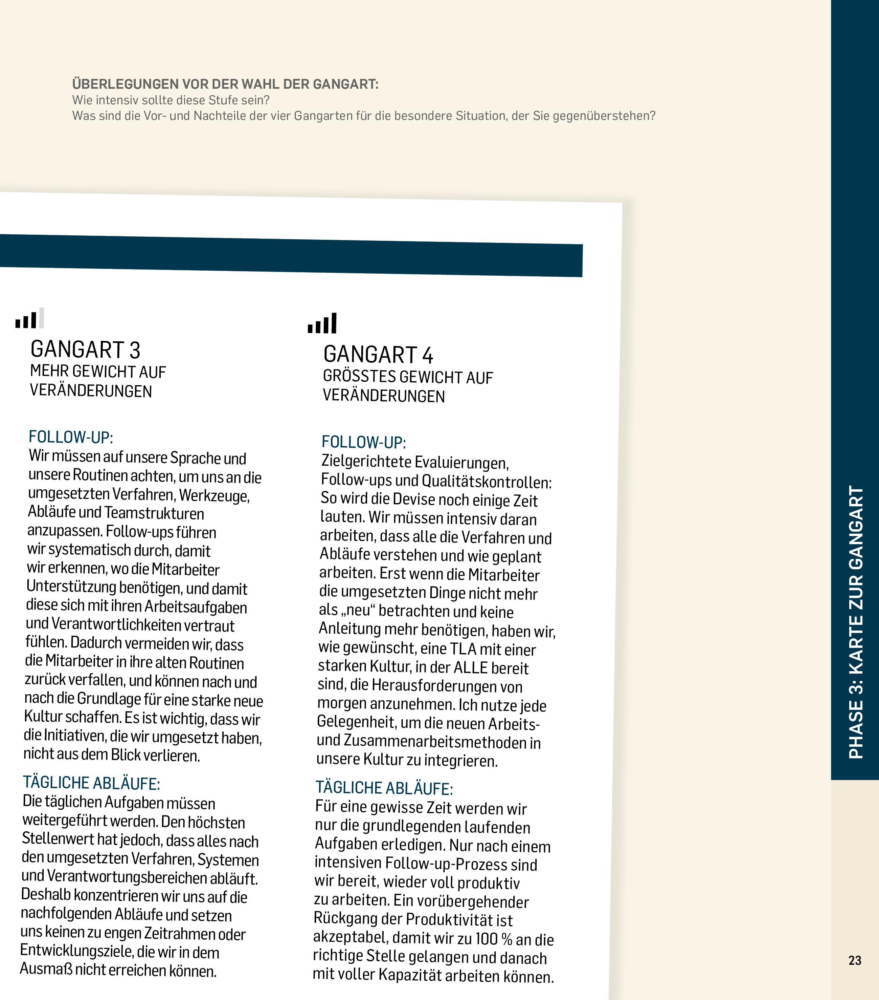 ÜBERLEGUNGEN VOR DER WAHL DER GANGART:
Wie intensiv sollte diese Stufe sein?
Was sind die Vor- und Nachteile der vier Gangarten für die besondere Situation, der Sie gegenüberstehen?
GANGART 3
MEHR GEWICHT AUF
VERÄNDERUNGEN
FOLLOW-UP:
Wir müssen auf unsere Sprache und
unsere Routinen achten, um uns an die
umgesetzten Verfahren, Werkzeuge,
Abläufe und Teamstrukturen
anzupassen. Follow-ups führen
wir systematisch durch, damit
wir erkennen, wo die Mitarbeiter
Unterstützung benötigen, und damit
diese sich mit ihren Arbeitsaufgaben
und Verantwortlichkeiten vertraut
fühlen. Dadurch vermeiden wir, dass
die Mitarbeiter in ihre alten Routinen
zurück verfallen, und können nach und
nach die Grundlage für eine starke neue
Kultur schaffen. Es ist wichtig, dass wir
die Initiativen, die wir umgesetzt haben,
nicht aus dem Blick verlieren.
TÄGLICHE ABLÄUFE:
Die täglichen Aufgaben müssen
weitergeführt werden. Den höchsten
Stellenwert hat jedoch, dass alles nach
den umgesetzten Verfahren, Systemen
und Verantwortungsbereichen abläuft.
Deshalb konzentrieren wir uns auf die
nachfolgenden Abläufe und setzen
uns keinen zu engen Zeitrahmen oder
Entwicklungsziele, die wir in dem
Ausmaß nicht erreichen können.
GANGART 4
GRÖSSTES GEWICHT AUF
VERÄNDERUNGEN
FOLLOW-UP:
Zielgerichtete Evaluierungen,
Follow-ups und Qualitätskontrollen:
So wird die Devise noch einige Zeit
lauten. Wir müssen intensiv daran
arbeiten, dass alle die Verfahren und
Abläufe verstehen und wie geplant
arbeiten. Erst wenn die Mitarbeiter
die umgesetzten Dinge nicht mehr
als „neu“ betrachten und keine
Anleitung mehr benötigen, haben wir,
wie gewünscht, eine TLA mit einer
starken Kultur, in der ALLE bereit
sind, die Herausforderungen von
morgen anzunehmen. Ich nutze jede
Gelegenheit, um die neuen Arbeits-
und Zusammenarbeitsmethoden in
unsere Kultur zu integrieren.
TÄGLICHE ABLÄUFE:
Für eine gewisse Zeit werden wir
nur die grundlegenden laufenden
Aufgaben erledigen. Nur nach einem
intensiven Follow-up-Prozess sind
wir bereit, wieder voll produktiv
zu arbeiten. Ein vorübergehender
Rückgang der Produktivität ist
akzeptabel, damit wir zu 100 % an die
richtige Stelle gelangen und danach
mit voller Kapazität arbeiten können.
PHASE 3: KARTE ZUR GANGART
23